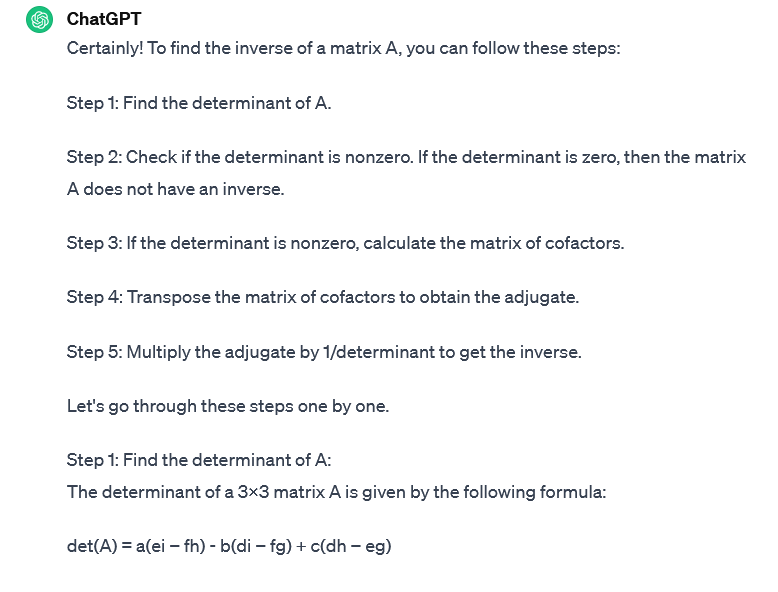 ChatGPT
Certainly! To find the inverse of a matrix A, you can follow these steps:
Step 1: Find the determinant of A.
Step 2: Check if the determinant is nonzero. If the determinant is zero, then the matrix
A does not have an inverse.
Step 3: If the determinant is nonzero, calculate the matrix of cofactors.
Step 4: Transpose the matrix of cofactors to obtain the adjugate.
Step 5: Multiply the adjugate by 1/determinant to get the inverse.
Let's go through these steps one by one.
Step 1: Find the determinant of A:
The determinant of a 3×3 matrix A is given by the following formula:
det(A) = a(ei – fh) - b(di – fg) + c(dh – eg)